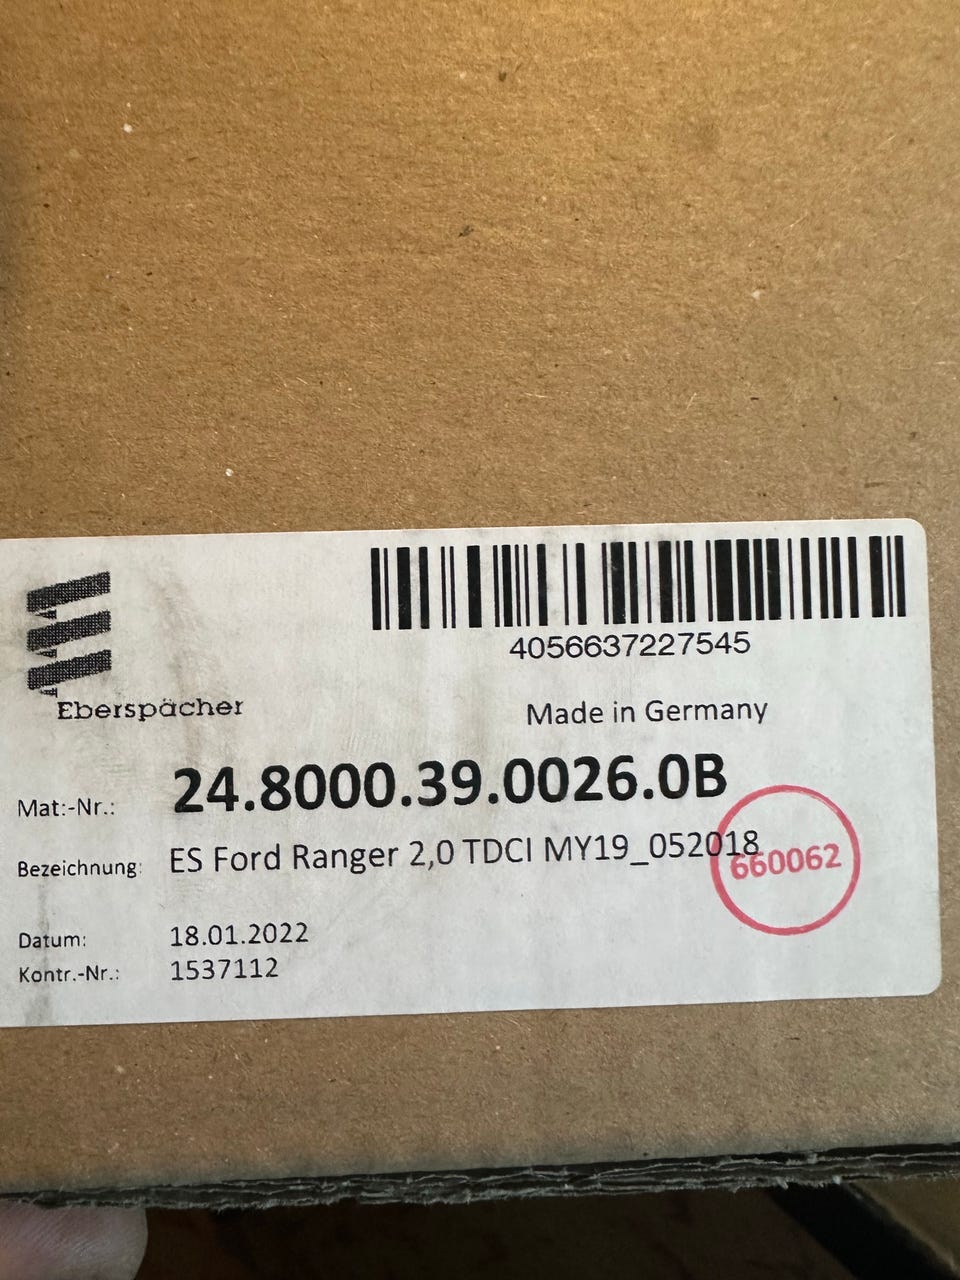 4056637227545
Eberspächer
Made in Germany
Mat.-Nr.: 24.8000.39.0026.0B
Bezeichnung: ES Ford Ranger 2,0 TDCI MY19_052018
660062
Datum: 18.01.2022
Kontr.-Nr.: 1537112